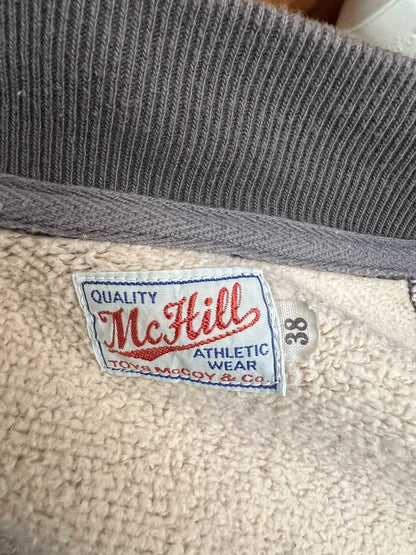 QUALITY
McHill
ATHLETIC
WEAR
TOYS McCOY & Co.
38